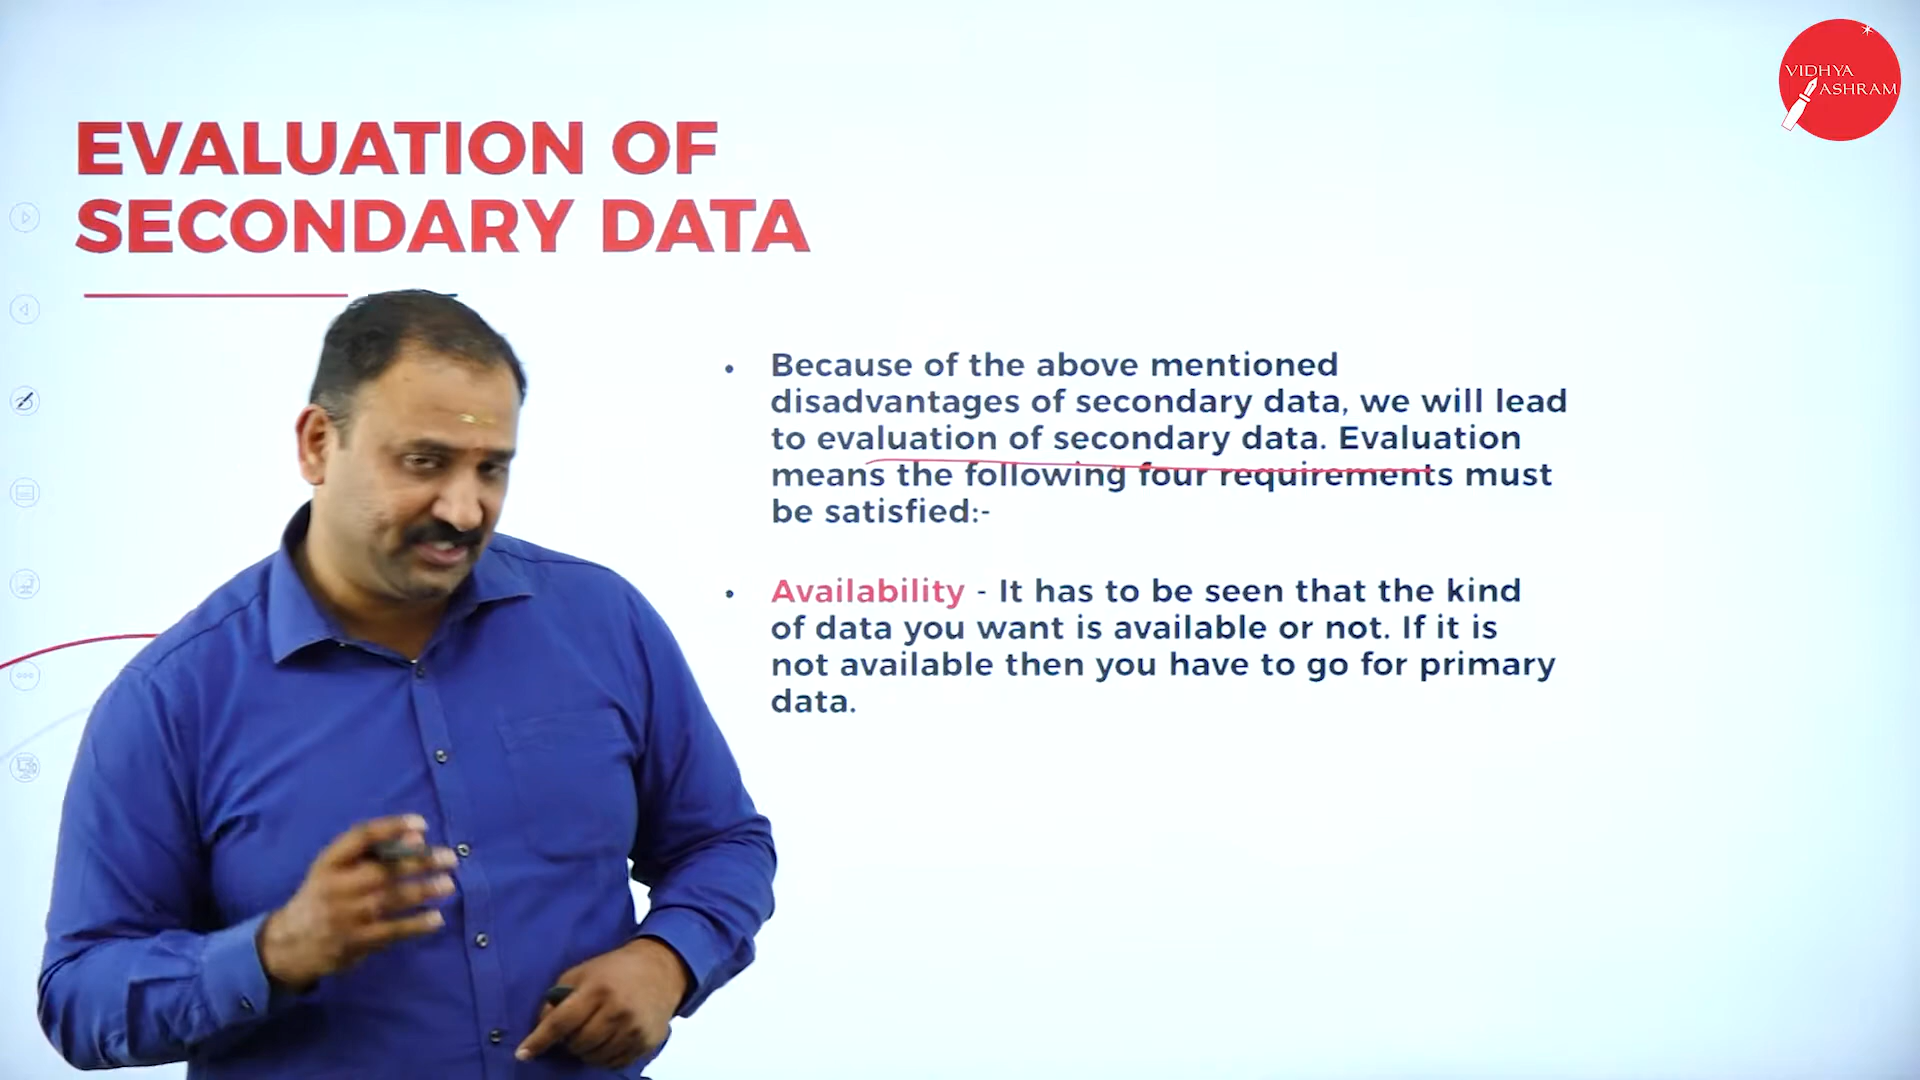 VIDHYA
ASHRAM
EVALUATION OF
SECONDARY DATA
• Because of the above mentioned
disadvantages of secondary data, we will lead
to evaluation of secondary data. Evaluation
means the following four requirements must
be satisfied:-
• Availability - It has to be seen that the kind
of data you want is available or not. If it is
not available then you have to go for primary
data.